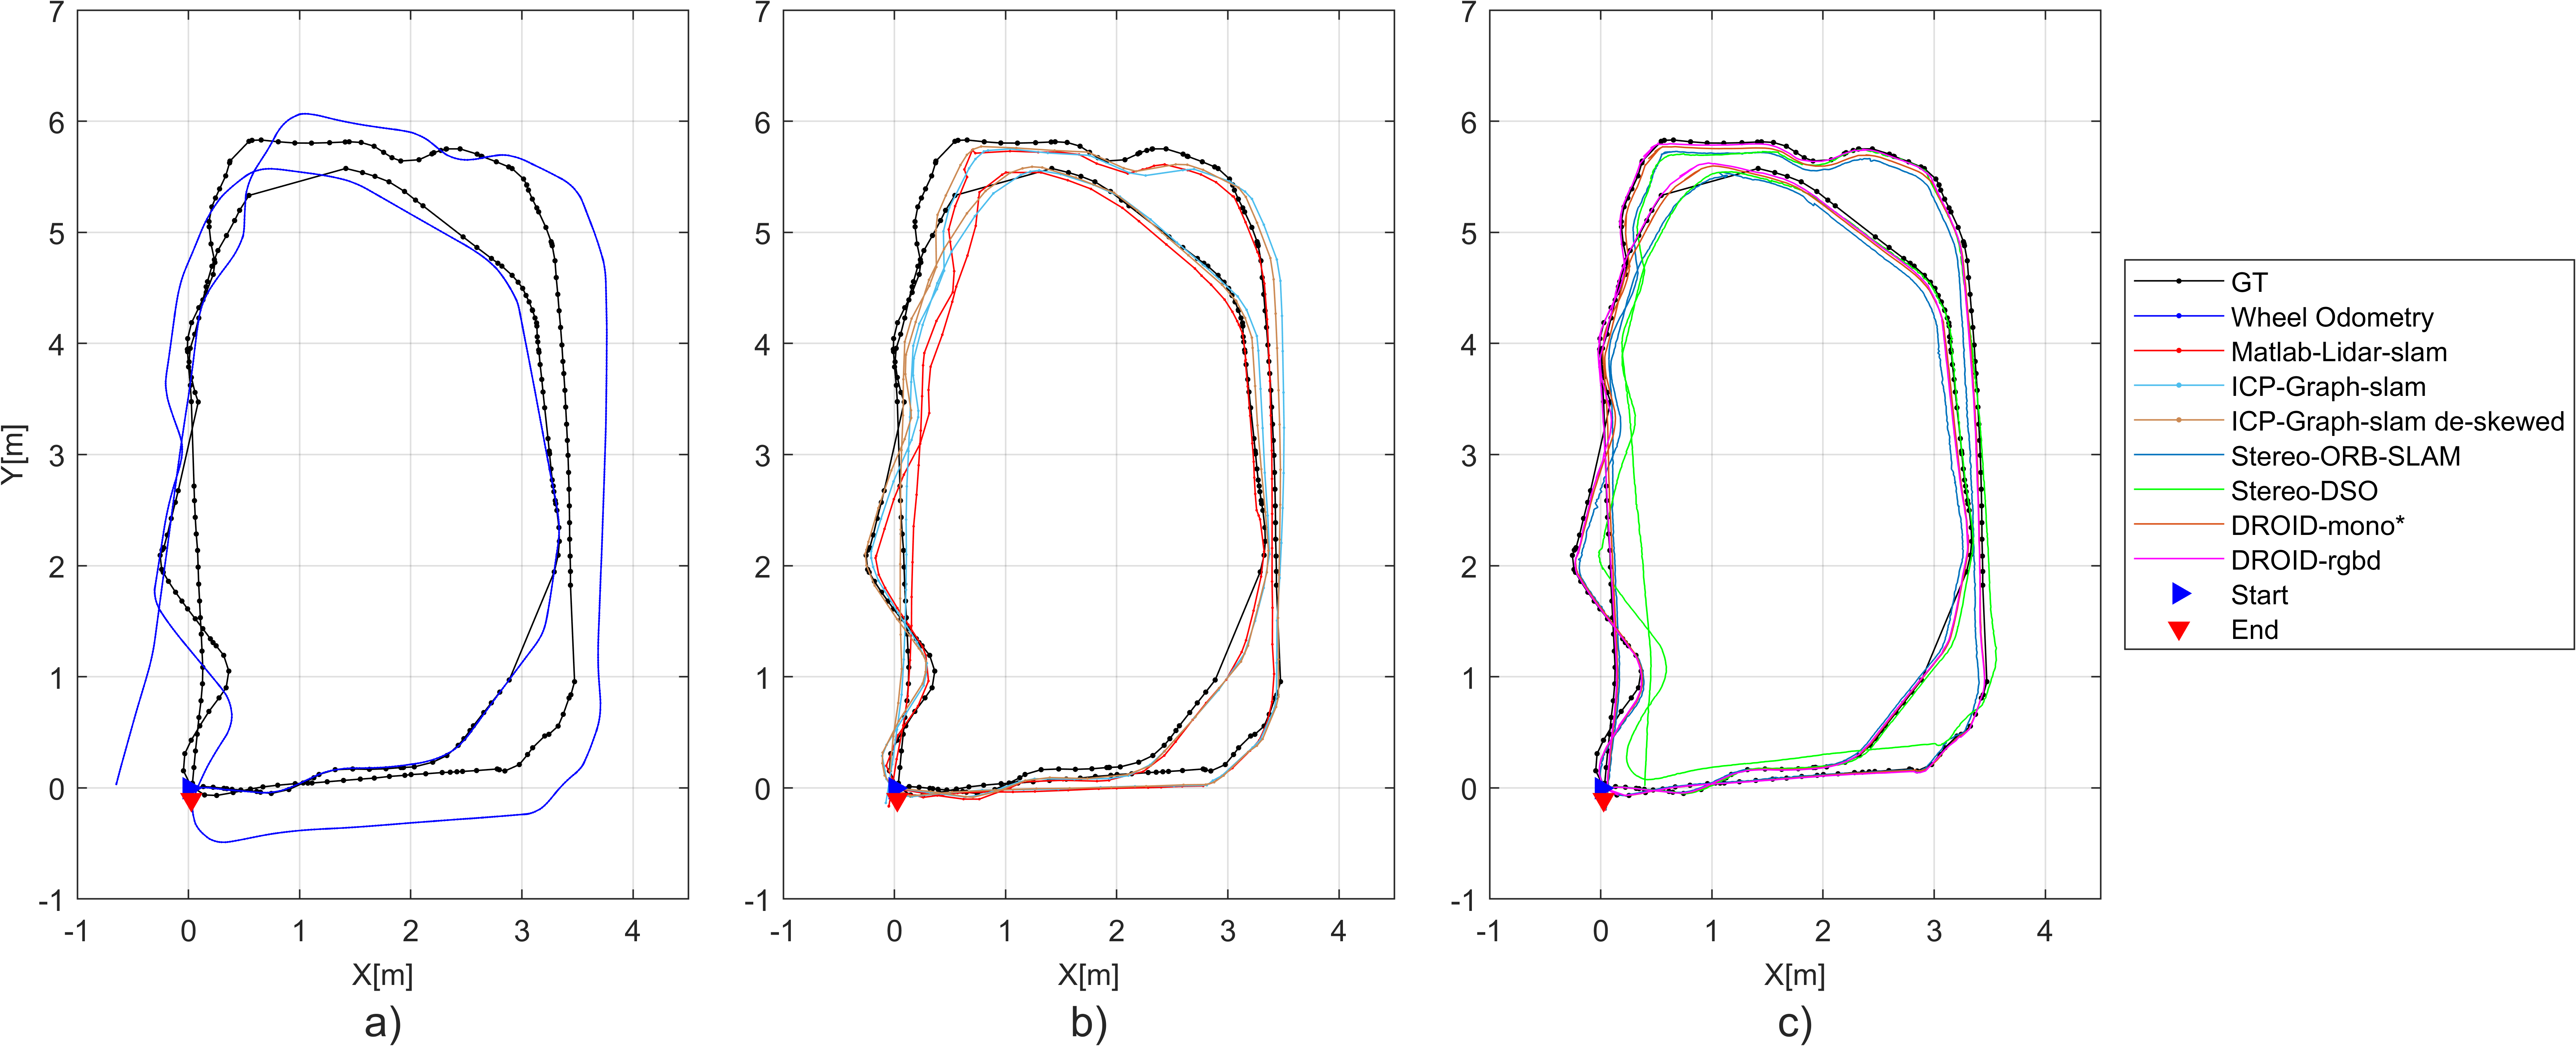 7
6
5
4
3
2
1
0
-1
-1
0
1
2
3
4
Y[m]
X[m]
a)
7
6
5
4
3
2
1
0
-1
-1
0
1
2
3
4
X[m]
b)
7
6
5
4
3
2
1
0
-1
-1
0
1
2
3
4
X[m]
c)
GT
Wheel Odometry
Matlab-Lidar-slam
ICP-Graph-slam
ICP-Graph-slam de-skewed
Stereo-ORB-SLAM
Stereo-DSO
DROID-mono*
DROID-rgbd
Start
End